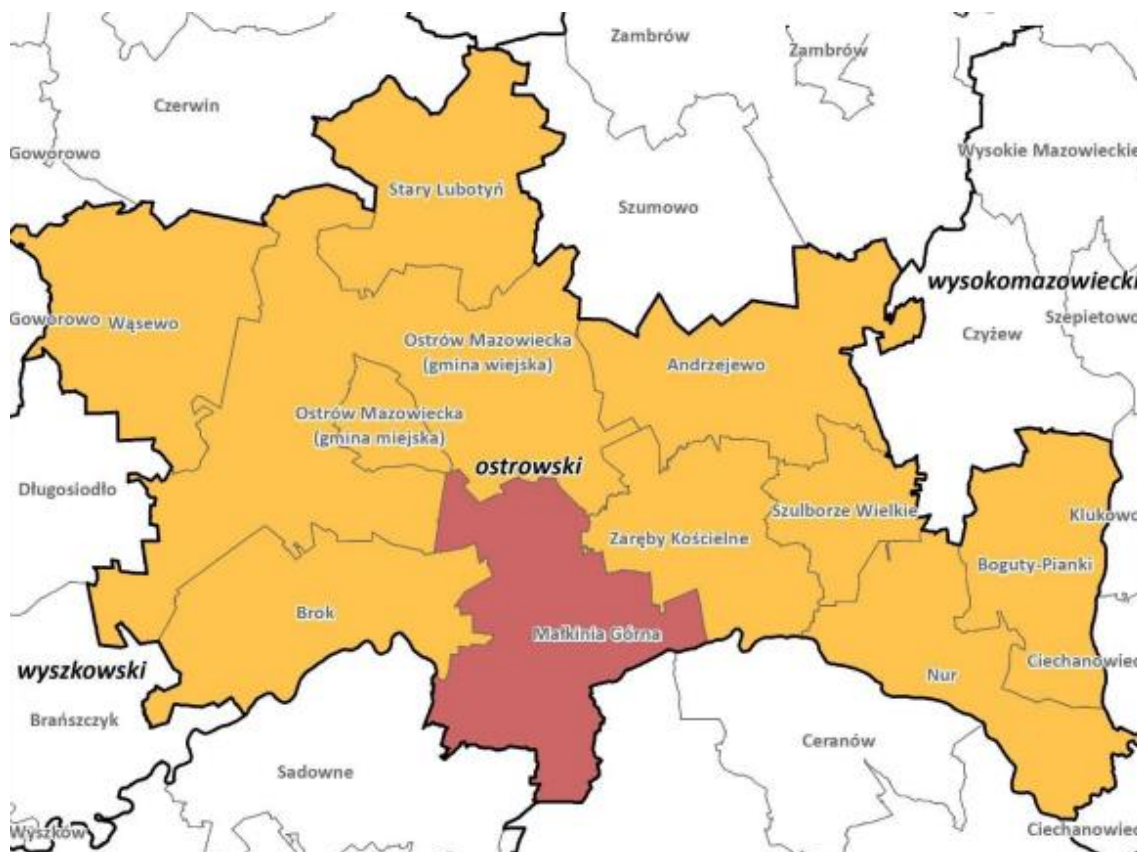 Zambrów
Zambrów
Czerwin
Goworowo
Wysokie Mazowieckie
Stary Lubotyń
Szumowo
wysokomazowiecki
Goworowo
Wąsewo
Szepietowo
Czyżew
Ostrów Mazowiecka
(gmina wiejska)
Andrzejewo
Ostrów Mazowiecka
(gmina miejska)
ostrowski
Długosiodło
Szulborze Wielkie
Klukowo
Zaręby Kościelne
Boguty-Pianki
Brok
Małkinia Górna
Ciechanowiec
wyszkowski
Nur
Brańszczyk
Ceranów
Sadowne
Wyszków
Ciechanowiec